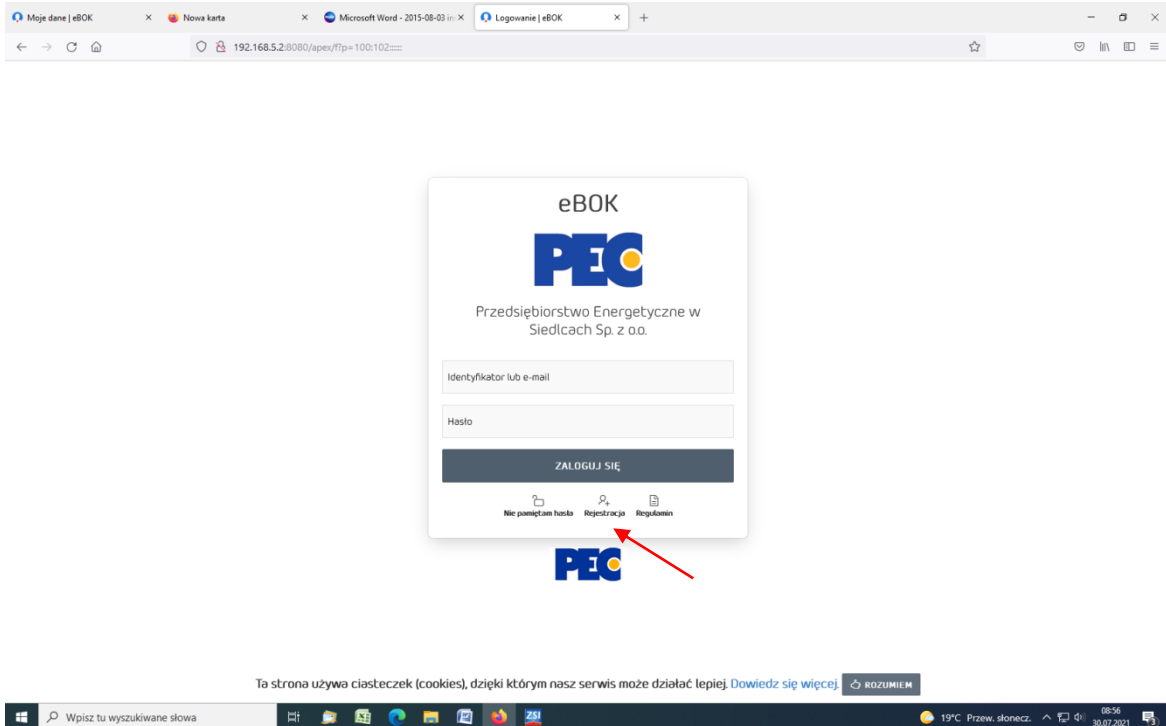 Moje dane | eBOK
Nowa karta
Microsoft Word - 2015-08-03 in
Logowanie | eBOK
192.168.5.2:8080/apex/f?p=100:102:::::
eBOK
PEC
Przedsiębiorstwo Energetyczne w
Siedlcach Sp. z o.o.
Identyfikator lub e-mail
Hasło
ZALOGUJ SIĘ
Nie pamiętam hasła Rejestracja Regulamin
PEC
Ta strona używa ciasteczek (cookies), dzięki którym nasz serwis może działać lepiej. Dowiedz się więcej. ROZUMIEM
Wpisz tu wyszukiwane słowa
ZSI
19°C Przew. słonecz.
08:56
30.07.2021